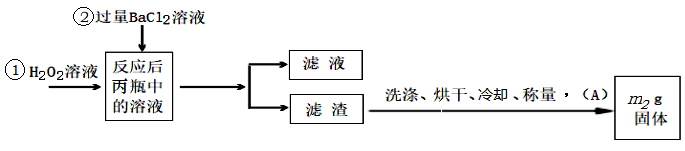 ②过量BaCl2溶液
①H2O2溶液
反应后
丙瓶中
的溶液
滤 液
滤 渣
洗涤、烘干、冷却、称量，（A）
m2 g
固体